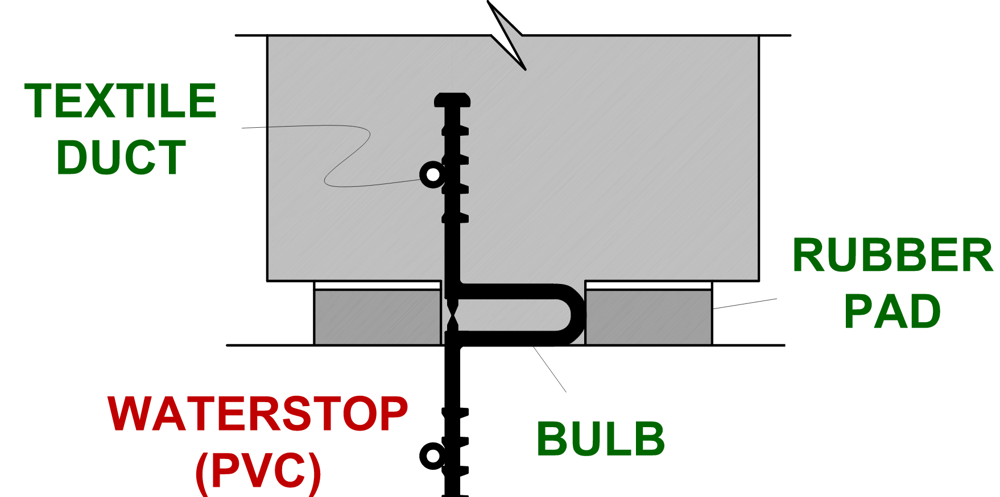 TEXTILE
DUCT
RUBBER
PAD
WATERSTOP
(PVC)
BULB